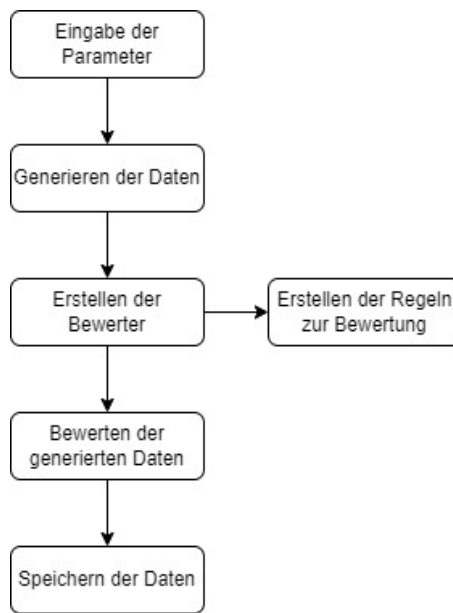 Eingabe der
Parameter
Generieren der Daten
Erstellen der
Bewerter
Erstellen der Regeln
zur Bewertung
Bewerten der
generierten Daten
Speichern der Daten